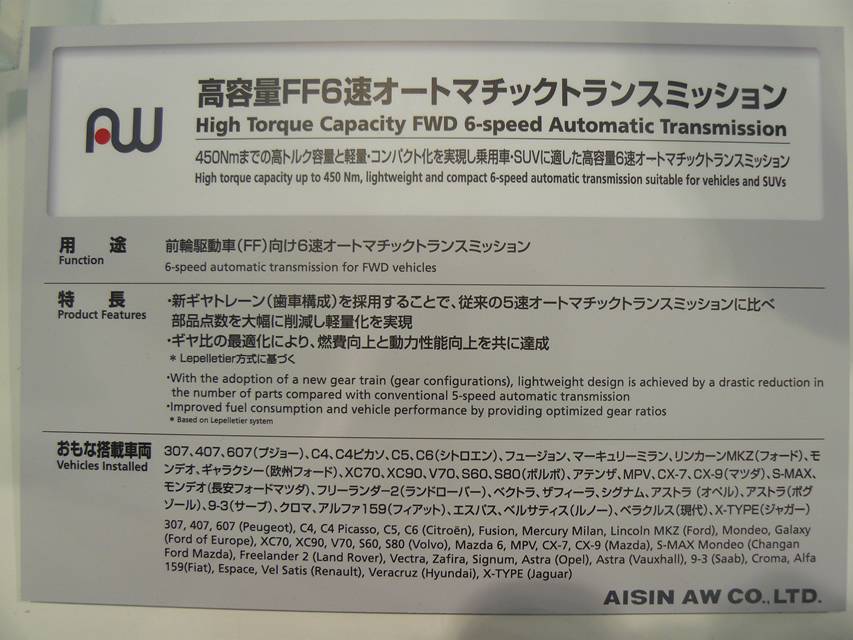 AW
高容量FF6速オートマチックトランスミッション
High Torque Capacity FWD 6-speed Automatic Transmission
450Nmまでの高トルク容量と軽量・コンパクト化を実現し乗用車・SUVに適した高容量6速オートマチックトランスミッション
High torque capacity up to 450 Nm, lightweight and compact 6-speed automatic transmission suitable for vehicles and SUVs
用 途
Function
前輪駆動車(FF)向け6速オートマチックトランスミッション
6-speed automatic transmission for FWD vehicles
特 長
Product Features
・新ギヤトレーン(歯車構成)を採用することで、従来の5速オートマチックトランスミッションに比べ
部品点数を大幅に削減し軽量化を実現
・ギヤ比の最適化により、燃費向上と動力性能向上を共に達成
* Lepelletier方式に基づく
・With the adoption of a new gear train (gear configurations), lightweight design is achieved by a drastic reduction in
the number of parts compared with conventional 5-speed automatic transmission
・Improved fuel consumption and vehicle performance by providing optimized gear ratios
* Based on Lepelletier system
おもな搭載車両
Vehicles Installed
307、407、607(プジョー)、C4、C4ピカソ、C5、C6(シトロエン)、フュージョン、マーキュリーミラン、リンカーンMKZ(フォード)、モ
ンデオ、ギャラクシー(欧州フォード)、XC70、XC90、V70、S60、S80(ボルボ)、アテンザ、MPV、CX-7、CX-9(マツダ)、S-MAX、
モンデオ(長安フォードマツダ)、フリーランダー2(ランドローバー)、ベクトラ、ザフィーラ、シグナム、アストラ(オペル)、アストラ(ボグ
ゾール)、9-3(サーブ)、クロマ、アルファ159(フィアット)、エスパス、ベルサティス(ルノー)、ベラクルス(現代)、X-TYPE(ジャガー)
307, 407, 607 (Peugeot), C4, C4 Picasso, C5, C6 (Citroën), Fusion, Mercury Milan, Lincoln MKZ (Ford), Mondeo, Galaxy
(Ford of Europe), XC70, XC90, V70, S60, S80 (Volvo), Mazda 6, MPV, CX-7, CX-9 (Mazda), S-MAX Mondeo (Changan
Ford Mazda), Freelander 2 (Land Rover), Vectra, Zafira, Signum, Astra (Opel), Astra (Vauxhall), 9-3 (Saab), Croma, Alfa
159(Fiat), Espace, Vel Satis (Renault), Veracruz (Hyundai), X-TYPE (Jaguar)
AISIN AW CO.,LTD.